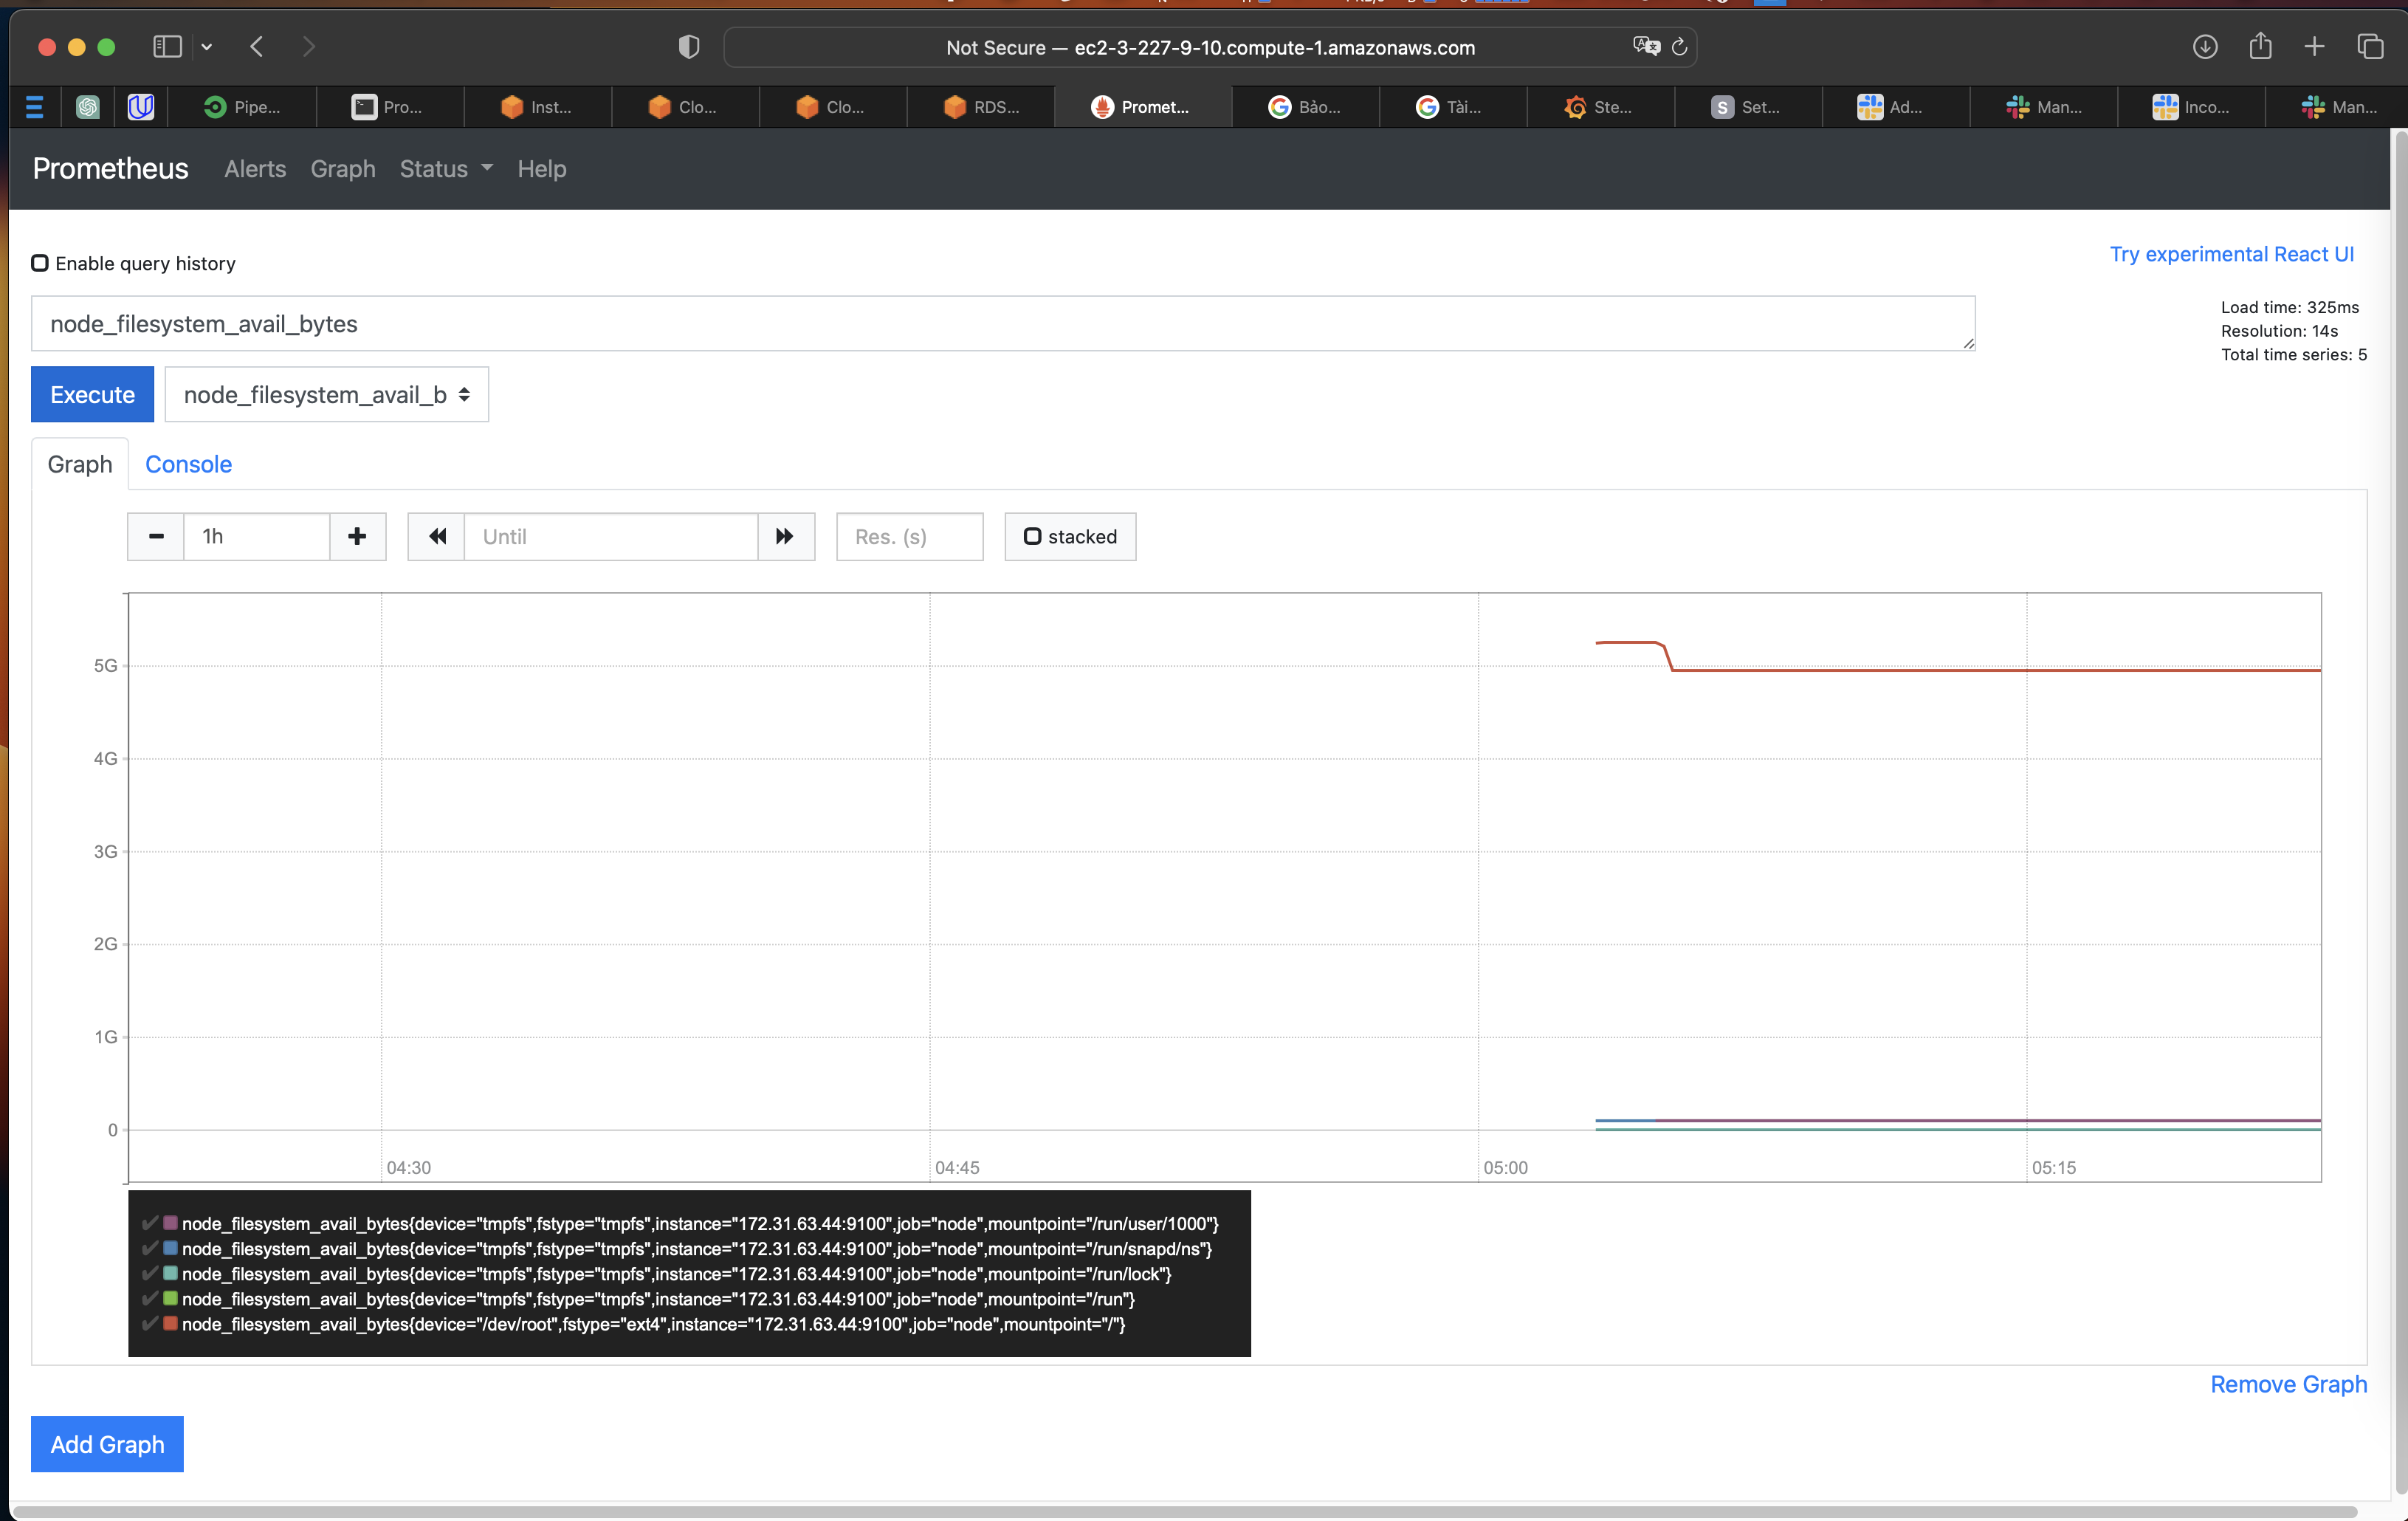 Not Secure — ec2-3-227-9-10.compute-1.amazonaws.com
Pipe... Pro... Inst... Clo... Clo... RDS... Promet... Bảo... Tài... Ste... S Set... Ad... Man... Inco... Man...
Prometheus Alerts Graph Status Help
Enable query history
Try experimental React UI
node_filesystem_avail_bytes
Load time: 325ms
Resolution: 14s
Total time series: 5
Execute node_filesystem_avail_b
Graph Console
1h Until Res. (s) stacked
5G
4G
3G
2G
1G
0
04:30 04:45 05:00 05:15
node_filesystem_avail_bytes{device="tmpfs",fstype="tmpfs",instance="172.31.63.44:9100",job="node",mountpoint="/run/user/1000"}
node_filesystem_avail_bytes{device="tmpfs",fstype="tmpfs",instance="172.31.63.44:9100",job="node",mountpoint="/run/snapd/ns"}
node_filesystem_avail_bytes{device="tmpfs",fstype="tmpfs",instance="172.31.63.44:9100",job="node",mountpoint="/run/lock"}
node_filesystem_avail_bytes{device="tmpfs",fstype="tmpfs",instance="172.31.63.44:9100",job="node",mountpoint="/run"}
node_filesystem_avail_bytes{device="/dev/root",fstype="ext4",instance="172.31.63.44:9100",job="node",mountpoint="/"}
Remove Graph
Add Graph